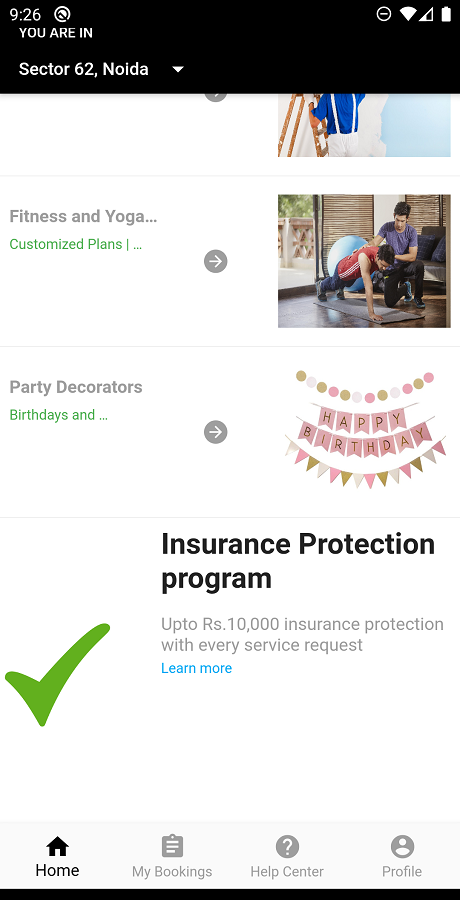 9:26
YOU ARE IN
Sector 62, Noida
Fitness and Yoga...
Customized Plans | ...
Party Decorators
Birthdays and ...
HAPPY
BIRTHDAY
Insurance Protection
program
Upto Rs.10,000 insurance protection
with every service request
Learn more
Home
My Bookings
Help Center
Profile